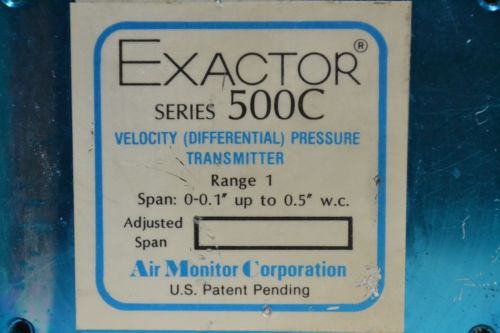 EXACTOR®
SERIES 500C
VELOCITY (DIFFERENTIAL) PRESSURE
TRANSMITTER
Range 1
Span: 0-0.1" up to 0.5" w.c.
Adjusted
Span
Air Monitor Corporation
U.S. Patent Pending